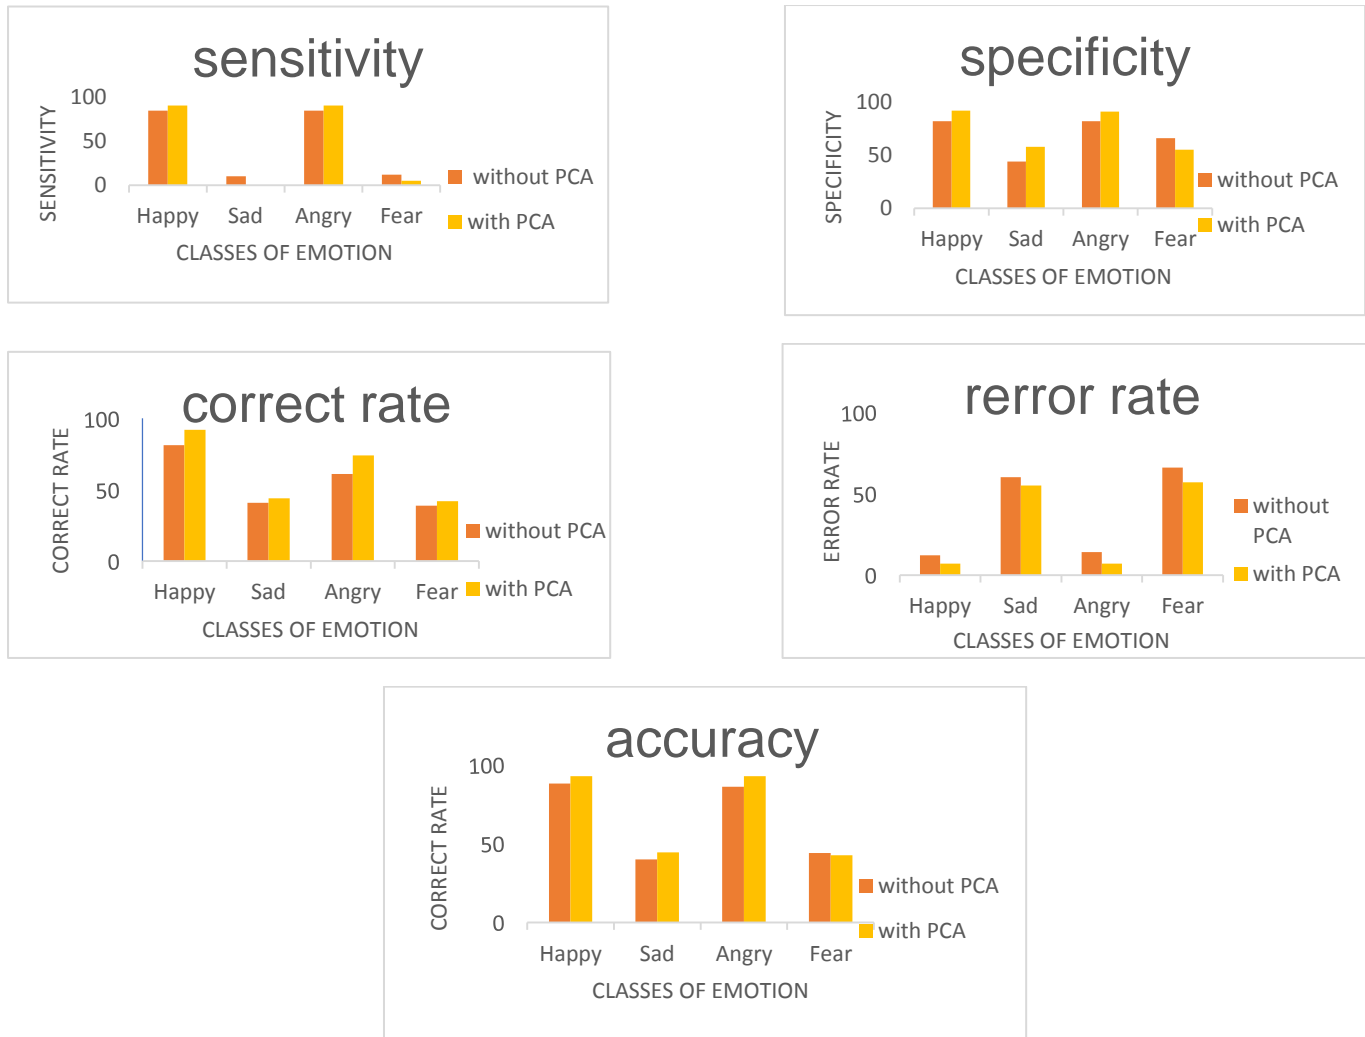 sensitivity
100
50
0
SENSITIVITY
Happy Sad Angry Fear
CLASSES OF EMOTION
without PCA
with PCA
specificity
100
50
0
SPECIFICITY
Happy Sad Angry Fear
CLASSES OF EMOTION
without PCA
with PCA
correct rate
100
50
0
CORRECT RATE
Happy Sad Angry Fear
CLASSES OF EMOTION
without PCA
with PCA
rerror rate
100
50
0
ERROR RATE
Happy Sad Angry Fear
CLASSES OF EMOTION
without
PCA
with PCA
accuracy
100
50
0
CORRECT RATE
Happy Sad Angry Fear
CLASSES OF EMOTION
without PCA
with PCA